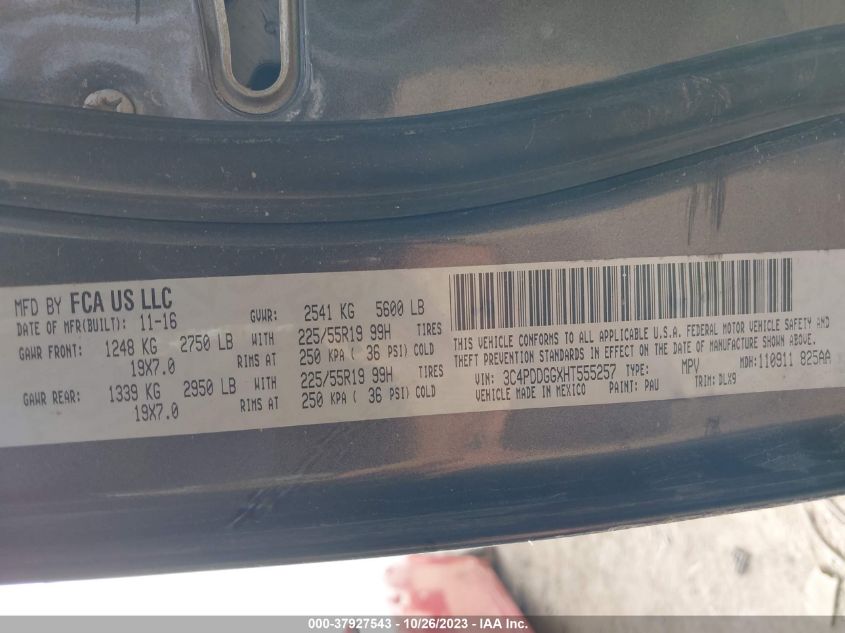 MFD BY FCA US LLC
DATE OF MFR(BUILT): 11-16 GVWR: 2541 KG 5600 LB
GAWR FRONT: 1248 KG 2750 LB WITH 225/55R19 99H TIRES
19X7.0 RIMS AT 250 KPA ( 36 PSI) COLD
GAWR REAR: 1339 KG 2950 LB WITH 225/55R19 99H TIRES
19X7.0 RIMS AT 250 KPA ( 36 PSI) COLD
THIS VEHICLE CONFORMS TO ALL APPLICABLE U.S.A. FEDERAL MOTOR VEHICLE SAFETY AND
THEFT PREVENTION STANDARDS IN EFFECT ON THE DATE OF MANUFACTURE SHOWN ABOVE.
VIN: 3C4PDDGGXHT555257 TYPE: MPV MDH:110911 825AA
VEHICLE MADE IN MEXICO PAINT: PAU TRIM: DLX9
000-37927543 / 10/26/2023 / IAA Inc.